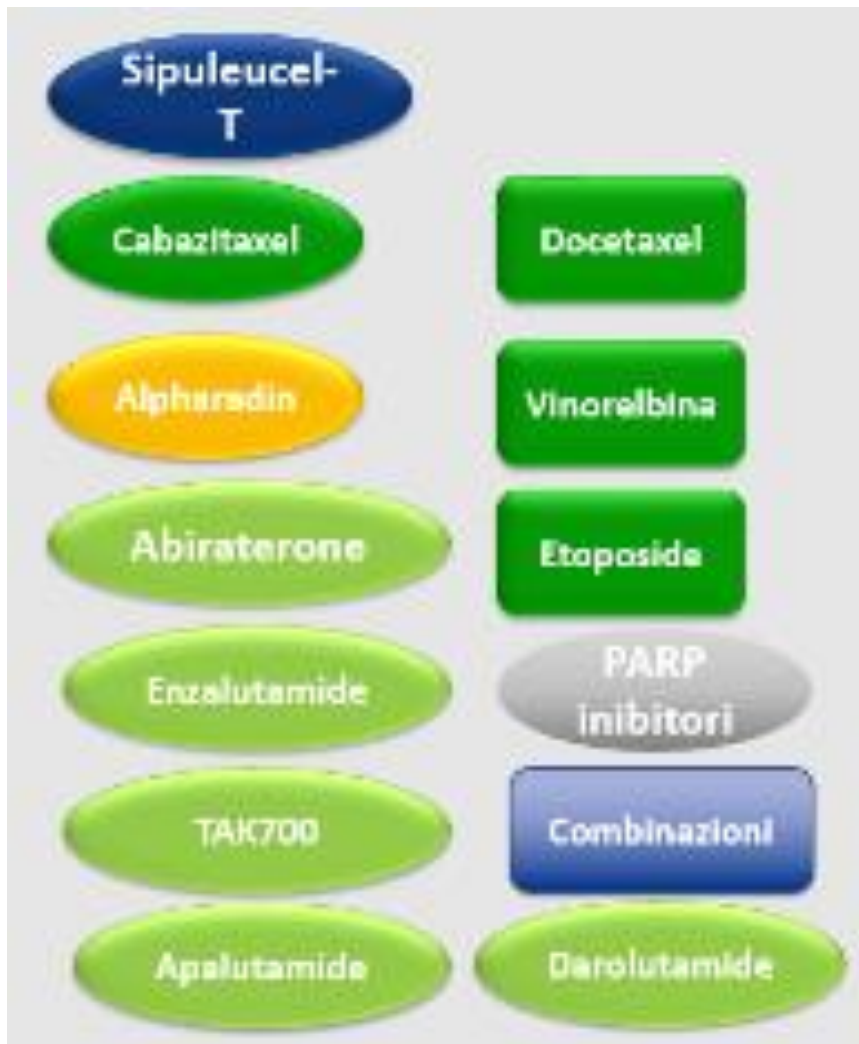 Sipuleucel-
T
Cabazitaxel
Docetaxel
Alpharadin
Vinorelbina
Abiraterone
Etoposide
Enzalutamide
PARP
inibitori
TAK700
Combinazioni
Apalutamide
Darolutamide